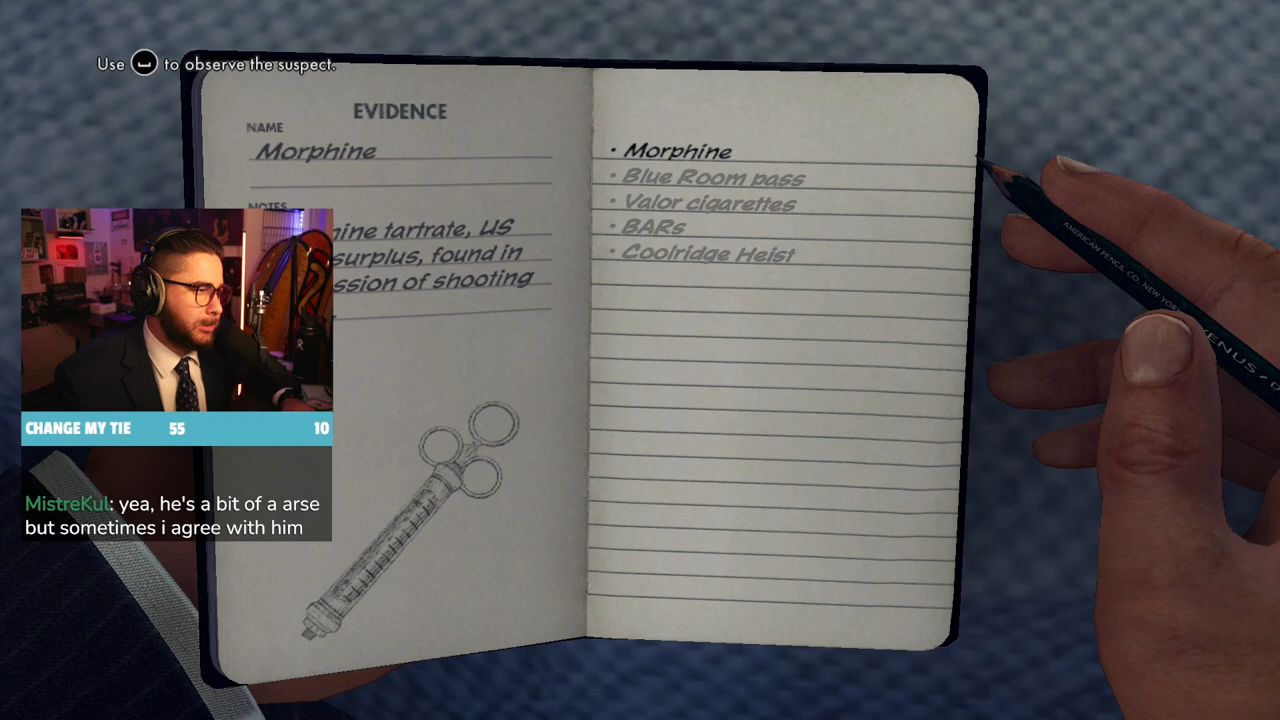 Use to observe the suspect.
EVIDENCE
NAME
Morphine
NOTES
tartrate, US
surplus, found in
of shooting
• Morphine
• Blue Room pass
• Valor cigarettes
• BARs
• Coolridge Heist
AMERICAN PENCIL CO. NEW YORK
VENUS
CHANGE MY TIE 55 10
MistreKul: yea, he's a bit of a arse
but sometimes i agree with him